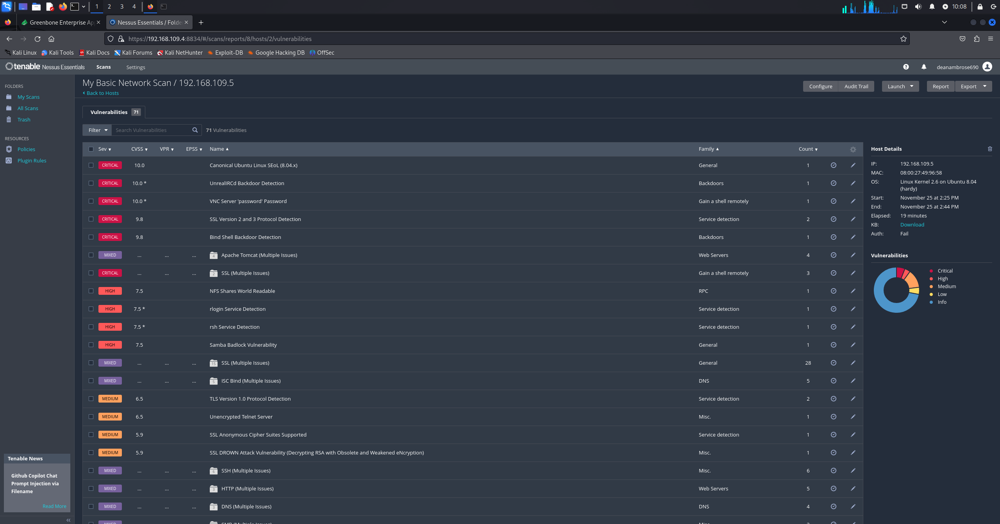 1 2 3 4 10:08
Greenbone Enterprise Ap
Nessus Essentials / Folde
https://192.168.109.4:8834/#/scans/reports/8/hosts/2/vulnerabilities
Kali Linux Kali Tools Kali Docs Kali Forums Kali NetHunter Exploit-DB Google Hacking DB OffSec
tenable Nessus Essentials Scans Settings deanambrose690
FOLDERS
My Scans
All Scans
Trash
RESOURCES
Policies
Plugin Rules
Tenable News
Github Copilot Chat
Prompt Injection via
Filename
Read More
My Basic Network Scan / 192.168.109.5
Back to Hosts
Configure Audit Trail Launch Report Export
Vulnerabilities 71
Filter Search Vulnerabilities 71 Vulnerabilities
Sev CVSS VPR EPSS Name Family Count
CRITICAL 10.0 Canonical Ubuntu Linux SEoL (8.04.x) General 1
CRITICAL 10.0 * UnrealIRCd Backdoor Detection Backdoors 1
CRITICAL 10.0 * VNC Server 'password' Password Gain a shell remotely 1
CRITICAL 9.8 SSL Version 2 and 3 Protocol Detection Service detection 2
CRITICAL 9.8 Bind Shell Backdoor Detection Backdoors 1
MIXED ... ... ... 4 Apache Tomcat (Multiple Issues) Web Servers 4
CRITICAL ... ... ... 2 SSL (Multiple Issues) Gain a shell remotely 3
HIGH 7.5 NFS Shares World Readable RPC 1
HIGH 7.5 * rlogin Service Detection Service detection 1
HIGH 7.5 * rsh Service Detection Service detection 1
HIGH 7.5 Samba Badlock Vulnerability General 1
MIXED ... ... ... 15 SSL (Multiple Issues) General 28
MIXED ... ... ... 5 ISC Bind (Multiple Issues) DNS 5
MEDIUM 6.5 TLS Version 1.0 Protocol Detection Service detection 2
MEDIUM 6.5 Unencrypted Telnet Server Misc. 1
MEDIUM 5.9 SSL Anonymous Cipher Suites Supported Service detection 1
MEDIUM 5.9 SSL DROWN Attack Vulnerability (Decrypting RSA with Obsolete and Weakened eNcryption) Misc. 1
MIXED ... ... ... 6 SSH (Multiple Issues) Misc. 6
MIXED ... ... ... 3 HTTP (Multiple Issues) Web Servers 5
MIXED ... ... ... 3 DNS (Multiple Issues) DNS 4
MIXED SMB (Multiple Issues) Misc.
Host Details
IP: 192.168.109.5
MAC: 08:00:27:49:96:58
OS: Linux Kernel 2.6 on Ubuntu 8.04
(hardy)
Start: November 25 at 2:25 PM
End: November 25 at 2:44 PM
Elapsed: 19 minutes
KB: Download
Auth: Fail
Vulnerabilities
Critical
High
Medium
Low
Info